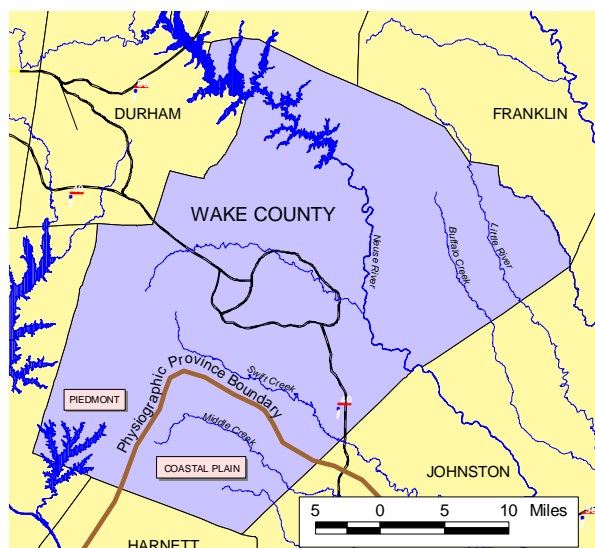 DURHAM
FRANKLIN
WAKE COUNTY
Neuse River
Buffalo Creek
Little River
Swift Creek
Physiographic Province Boundary
PIEDMONT
Middle Creek
COASTAL PLAIN
JOHNSTON
HARNETT
5 0 5 10 Miles